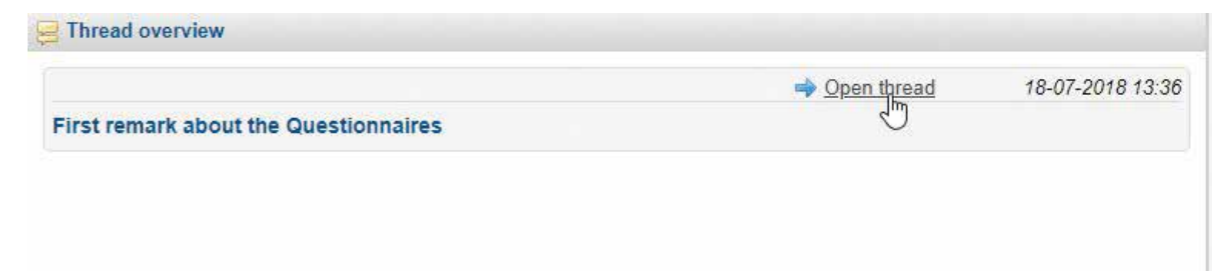 Thread overview
Open thread 18-07-2018 13:36
First remark about the Questionnaires